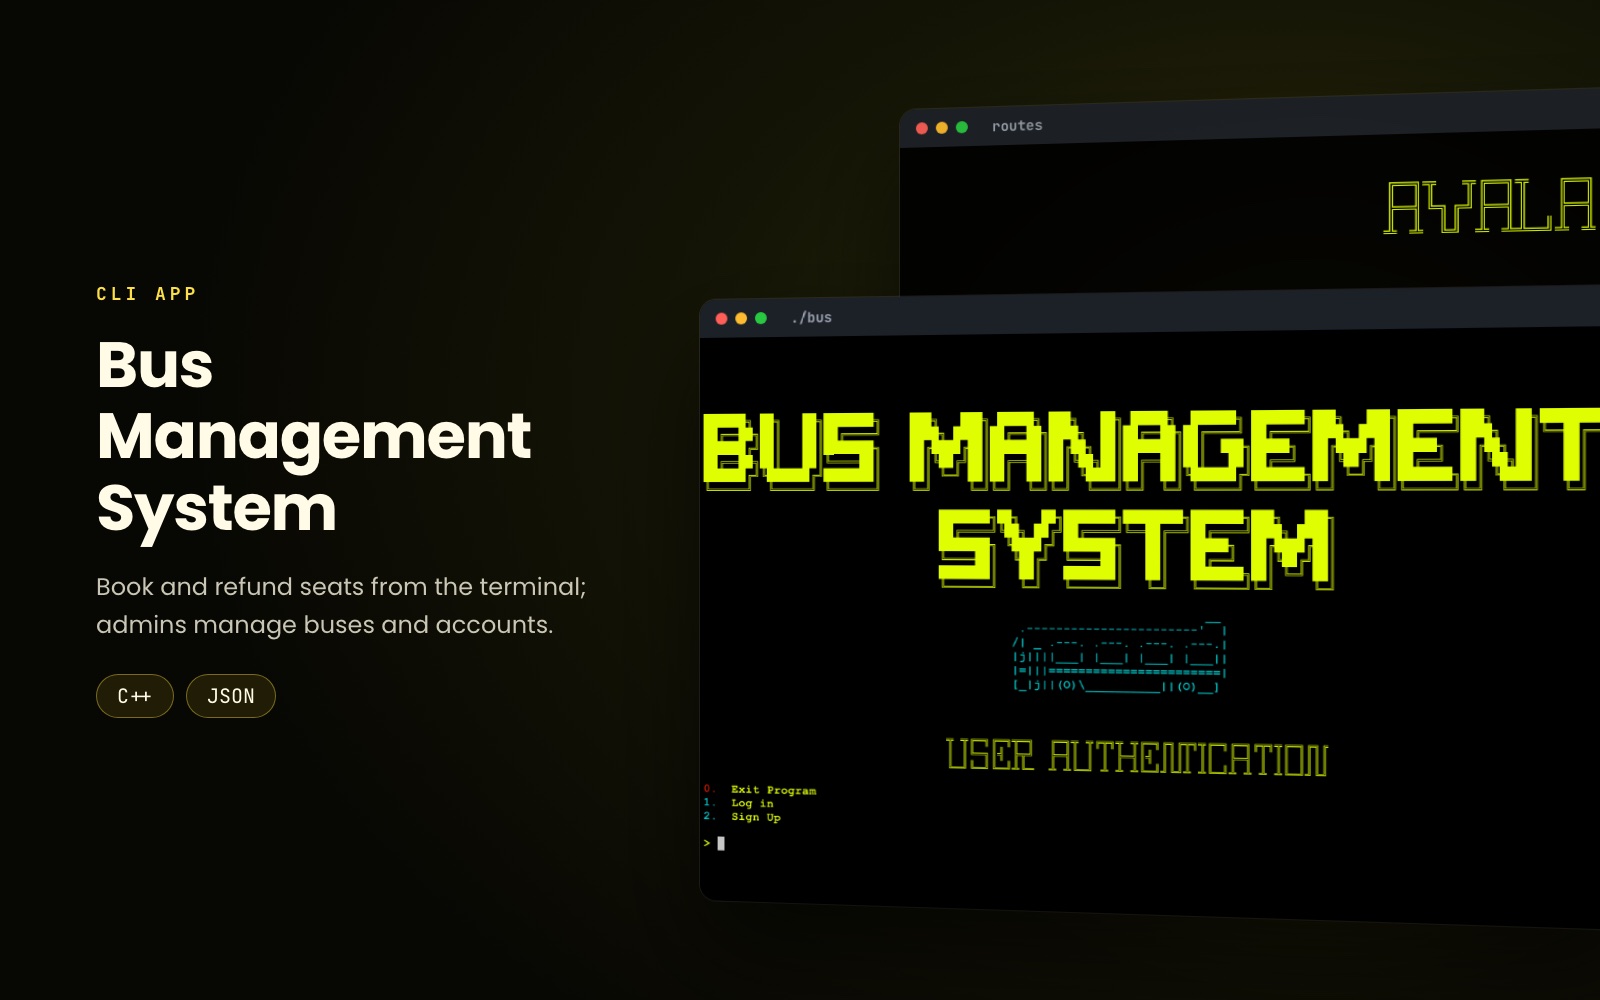 CLI APP
Bus
Management
System
Book and refund seats from the terminal;
admins manage buses and accounts.
C++
JSON
routes
AYALA
./bus
BUS MANAGEMENT
SYSTEM
USER AUTHENTICATION
0. Exit Program
1. Log in
2. Sign Up
>